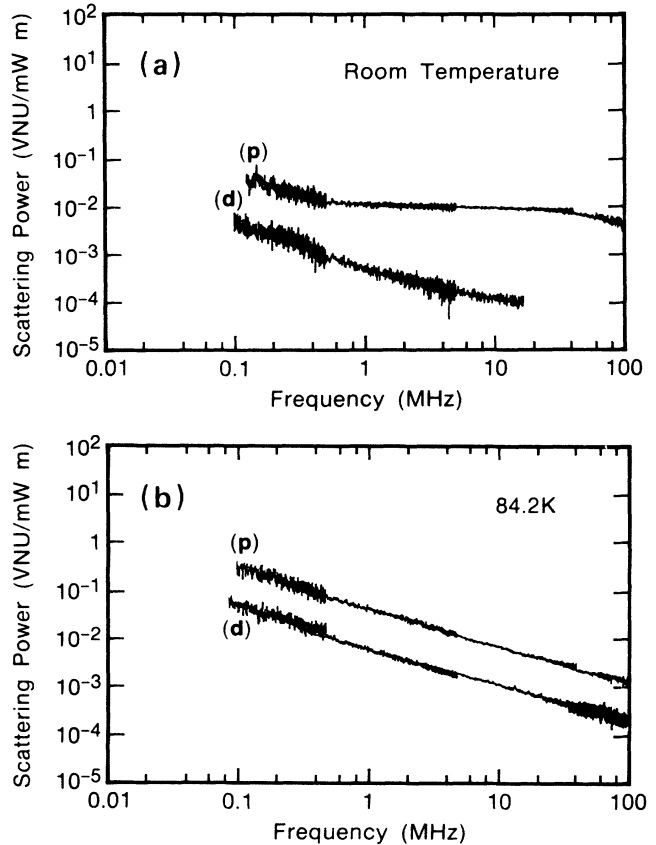 10²
(a)
Room Temperature
10¹
1
10⁻¹
(p)
10⁻²
(d)
10⁻³
10⁻⁴
10⁻⁵
Scattering Power (VNU/mW m)
0.01 0.1 1 10 100
Frequency (MHz)
10²
(b)
84.2K
10¹
1
(p)
10⁻¹
(d)
10⁻²
10⁻³
10⁻⁴
10⁻⁵
Scattering Power (VNU/mW m)
0.01 0.1 1 10 100
Frequency (MHz)